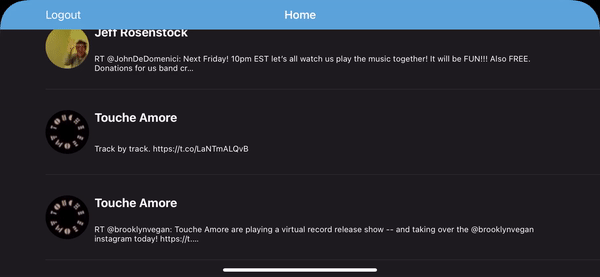 Logout
Home
Jeff Rosenstock
RT @JohnDeDomenici: Next Friday! 10pm EST let's all watch us play the music together! It will be FUN!!! Also FREE.
Donations for us band cr...
Touche Amore
Track by track. https://t.co/LaNTmALQvB
Touche Amore
RT @brooklynvegan: Touche Amore are playing a virtual record release show -- and taking over the @brooklynvegan
instagram today! https://t....